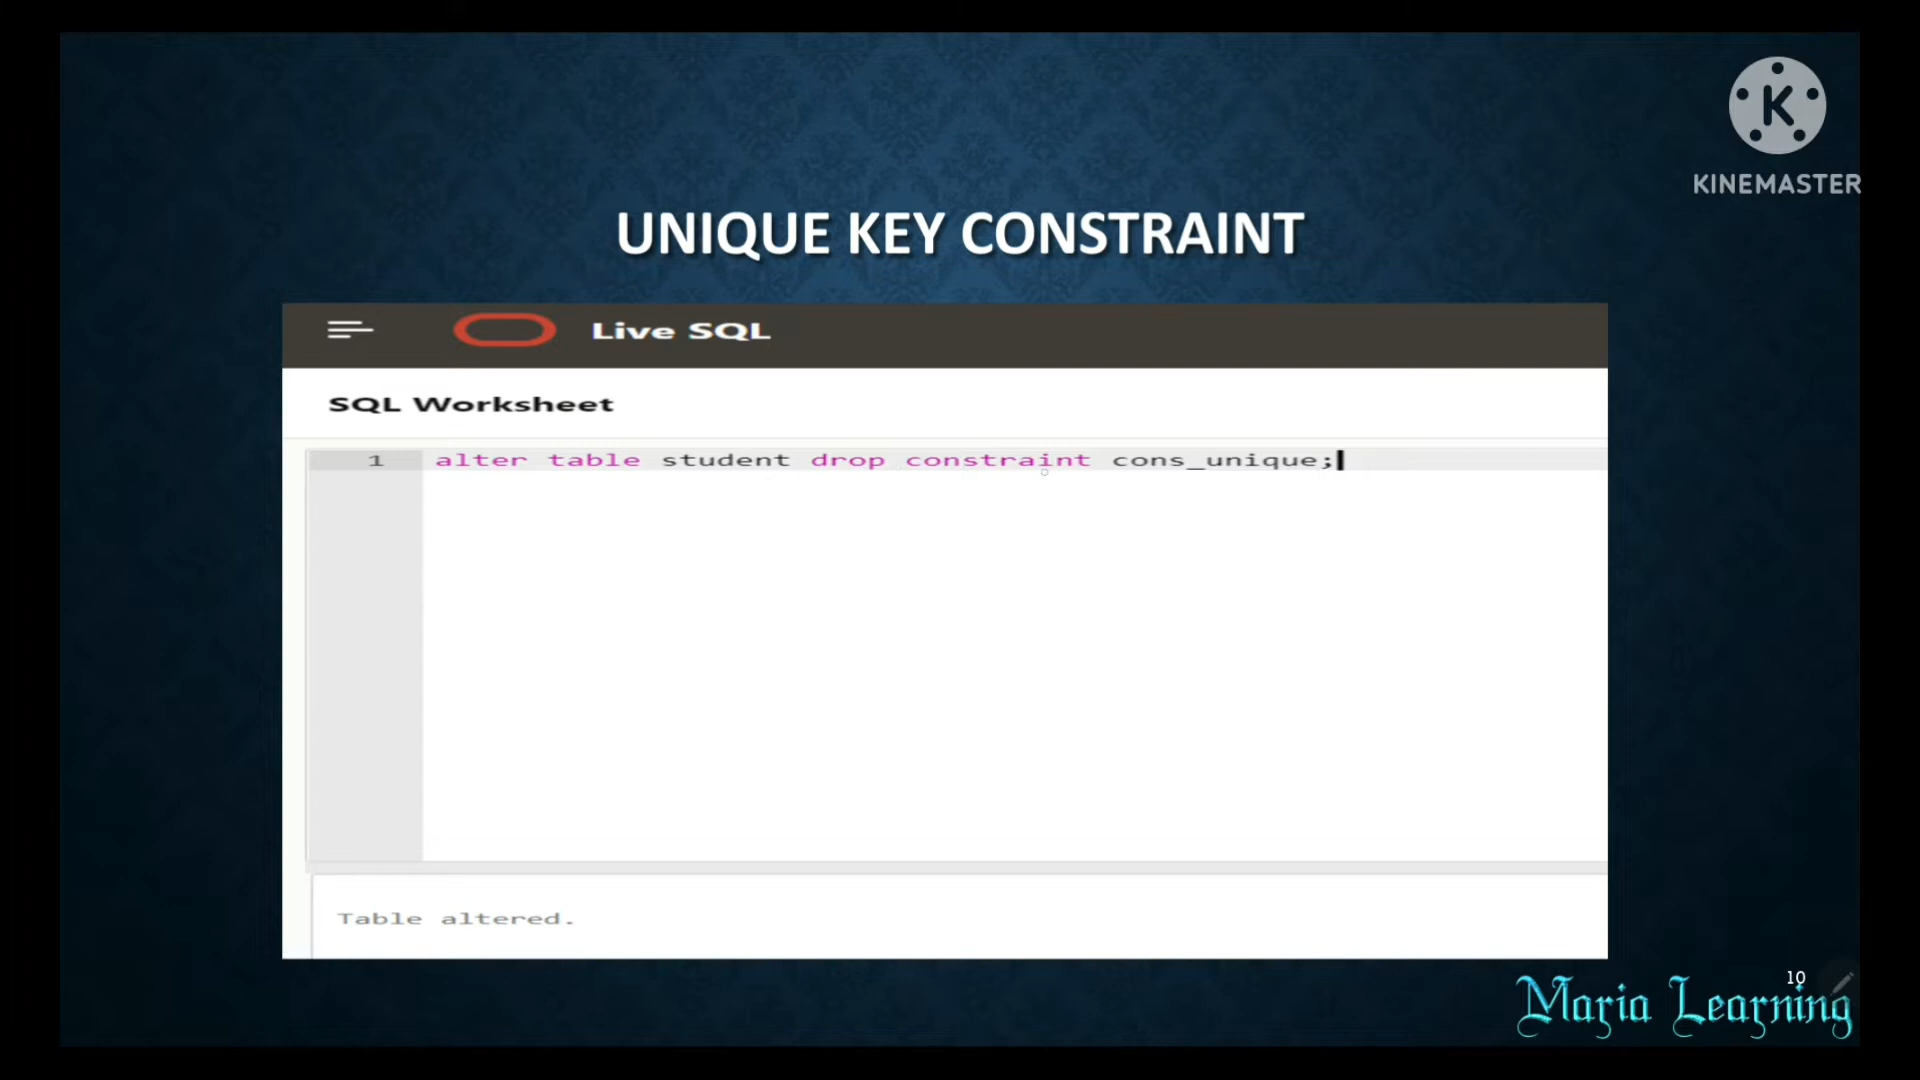 K
KINEMASTER
UNIQUE KEY CONSTRAINT
Live SQL
SQL Worksheet
1 alter table student drop constraint cons_unique;
Table altered.
10
Maria Learning